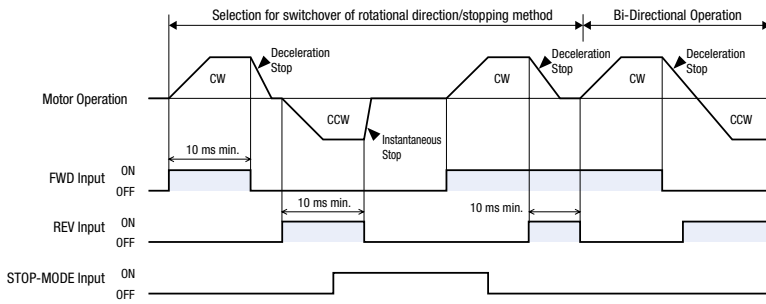 Selection for switchover of rotational direction/stopping method
Bi-Directional Operation
Deceleration
Stop
Deceleration
Stop
Deceleration
Stop
CW
CW
CW
Motor Operation
CCW
CCW
Instantaneous
Stop
10 ms min.
FWD Input
ON
OFF
10 ms min.
10 ms min.
REV Input
ON
OFF
STOP-MODE Input
ON
OFF